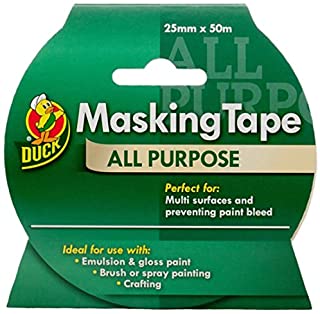 25mm x 50m
ALL
PURPO
Masking Tape
DUCK
ALL PURPOSE
Perfect for:
Multi surfaces and
preventing paint bleed
Ideal for use with:
• Emulsion & gloss paint
• Brush or spray painting
• Crafting